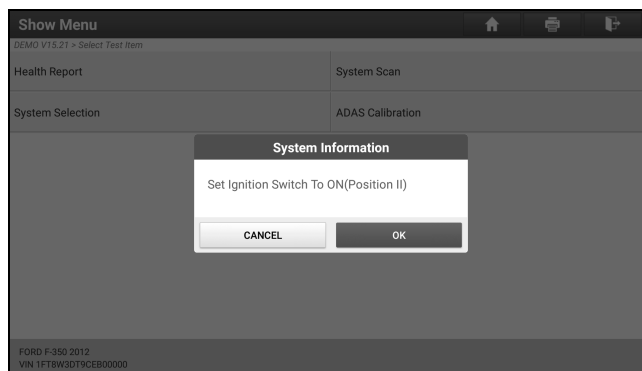 Show Menu
DEMO V15.21 > Select Test Item
Health Report
System Scan
System Selection
ADAS Calibration
System Information
Set Ignition Switch To ON(Position II)
CANCEL
OK
FORD F-350 2012
VIN 1FT8W3DT9CEB00000